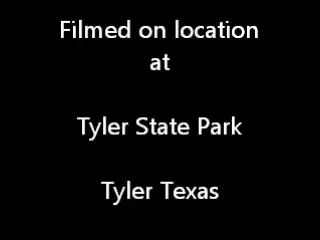 Filmed on location
at
Tyler State Park
Tyler Texas